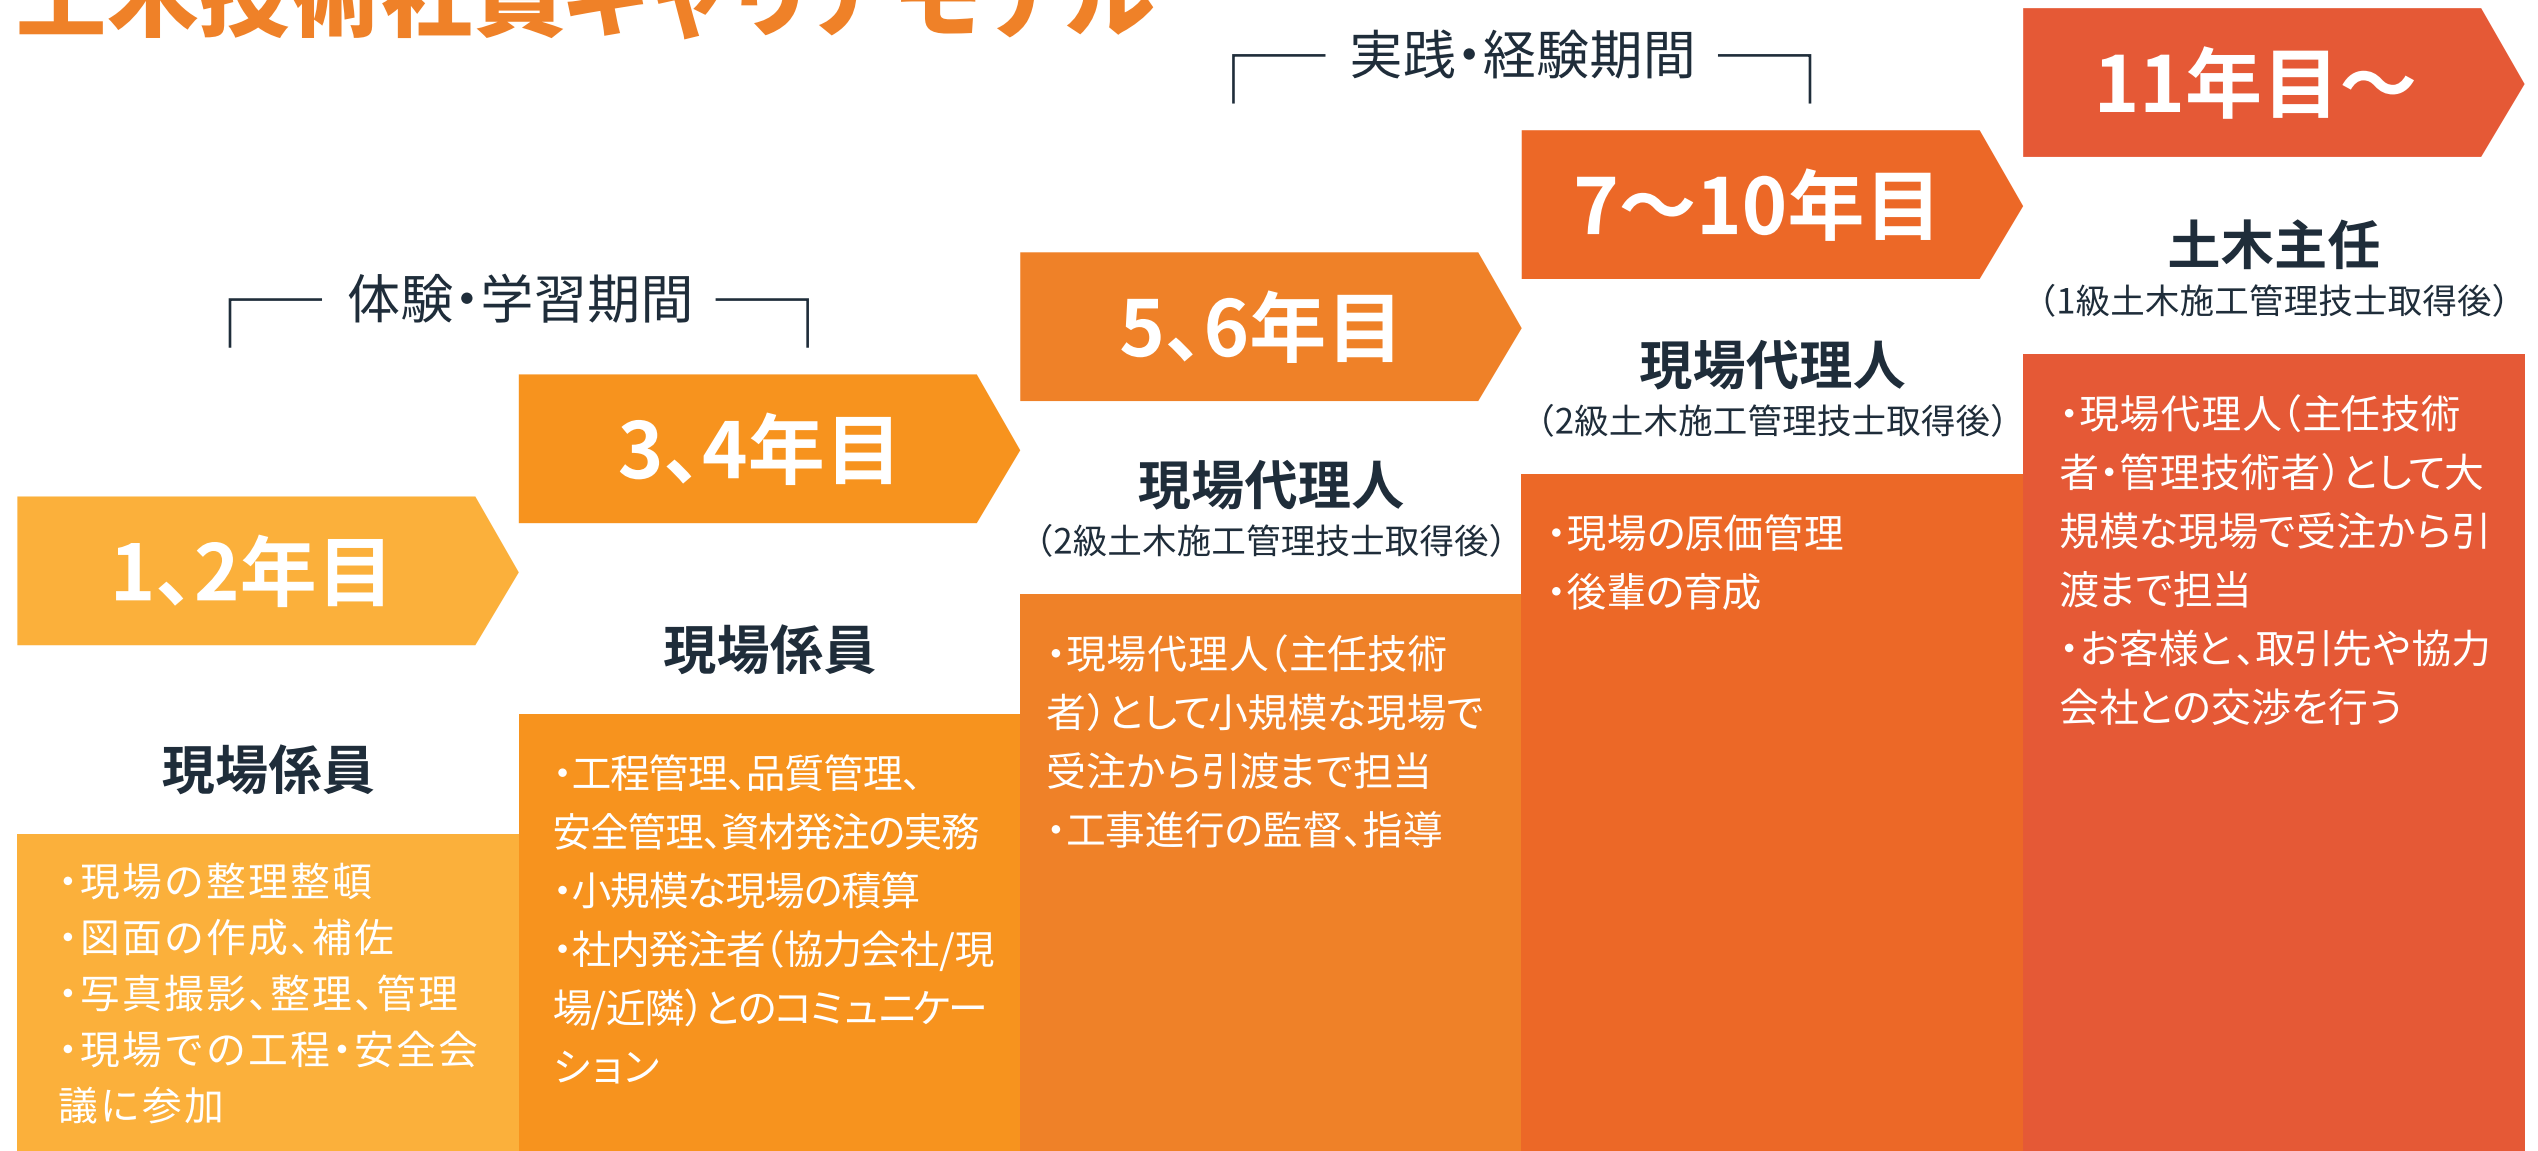 土木技術社員キャリアモデル
体験・学習期間
実践・経験期間
1、2年目
現場係員
・現場の整理整頓
・図面の作成、補佐
・写真撮影、整理、管理
・現場での工程・安全会
議に参加
3、4年目
現場係員
・工程管理、品質管理、
安全管理、資材発注の実務
・小規模な現場の積算
・社内発注者（協力会社/現
場/近隣）とのコミュニケー
ション
5、6年目
現場代理人
（2級土木施工管理技士取得後）
・現場代理人（主任技術
者）として小規模な現場で
受注から引渡まで担当
・工事進行の監督、指導
7〜10年目
現場代理人
（2級土木施工管理技士取得後）
・現場の原価管理
・後輩の育成
11年目〜
土木主任
（1級土木施工管理技士取得後）
・現場代理人（主任技術
者・管理技術者）として大
規模な現場で受注から引
渡まで担当
・お客様と、取引先や協力
会社との交渉を行う